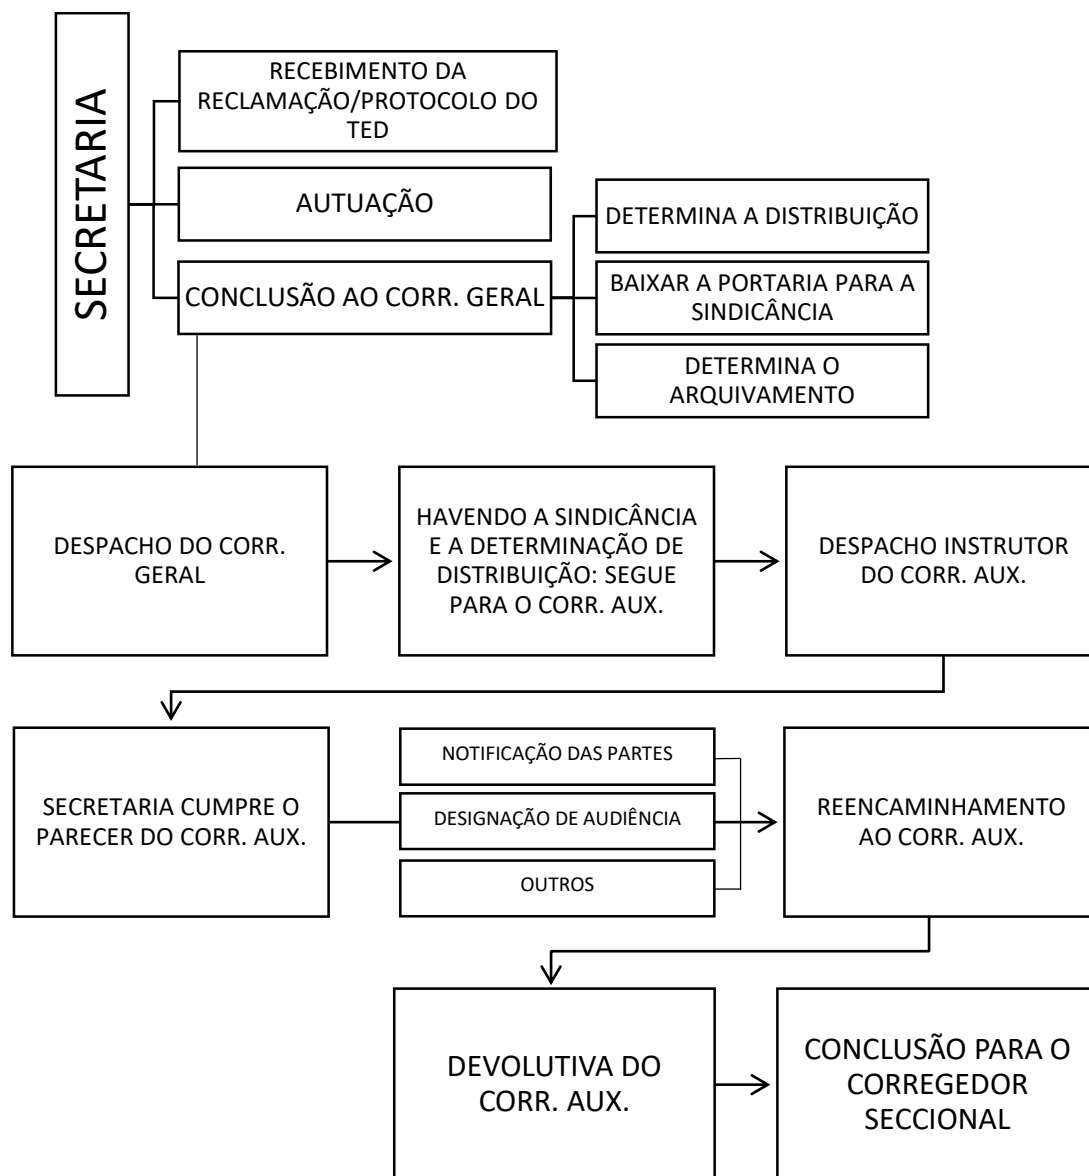 SECRETARIA
RECEBIMENTO DA
RECLAMAÇÃO/PROTOCOLO DO
TED
AUTUAÇÃO
CONCLUSÃO AO CORR. GERAL
DETERMINA A DISTRIBUIÇÃO
BAIXAR A PORTARIA PARA A
SINDICÂNCIA
DETERMINA O
ARQUIVAMENTO
DESPACHO DO CORR.
GERAL
HAVENDO A SINDICÂNCIA
E A DETERMINAÇÃO DE
DISTRIBUIÇÃO: SEGUE
PARA O CORR. AUX.
DESPACHO INSTRUTOR
DO CORR. AUX.
SECRETARIA CUMPRE O
PARECER DO CORR. AUX.
NOTIFICAÇÃO DAS PARTES
DESIGNAÇÃO DE AUDIÊNCIA
OUTROS
REENCAMINHAMENTO
AO CORR. AUX.
DEVOLUTIVA DO
CORR. AUX.
CONCLUSÃO PARA O
CORREGEDOR
SECCIONAL